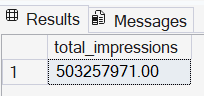 Results Messages
total_impressions
1 503257971.00